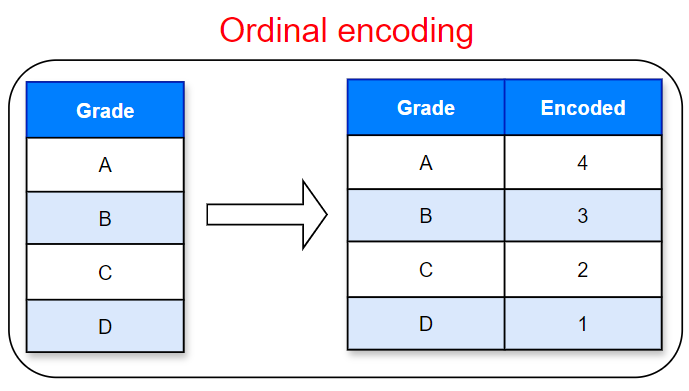 Ordinal encoding
Grade
A
B
C
D
Grade Encoded
A 4
B 3
C 2
D 1